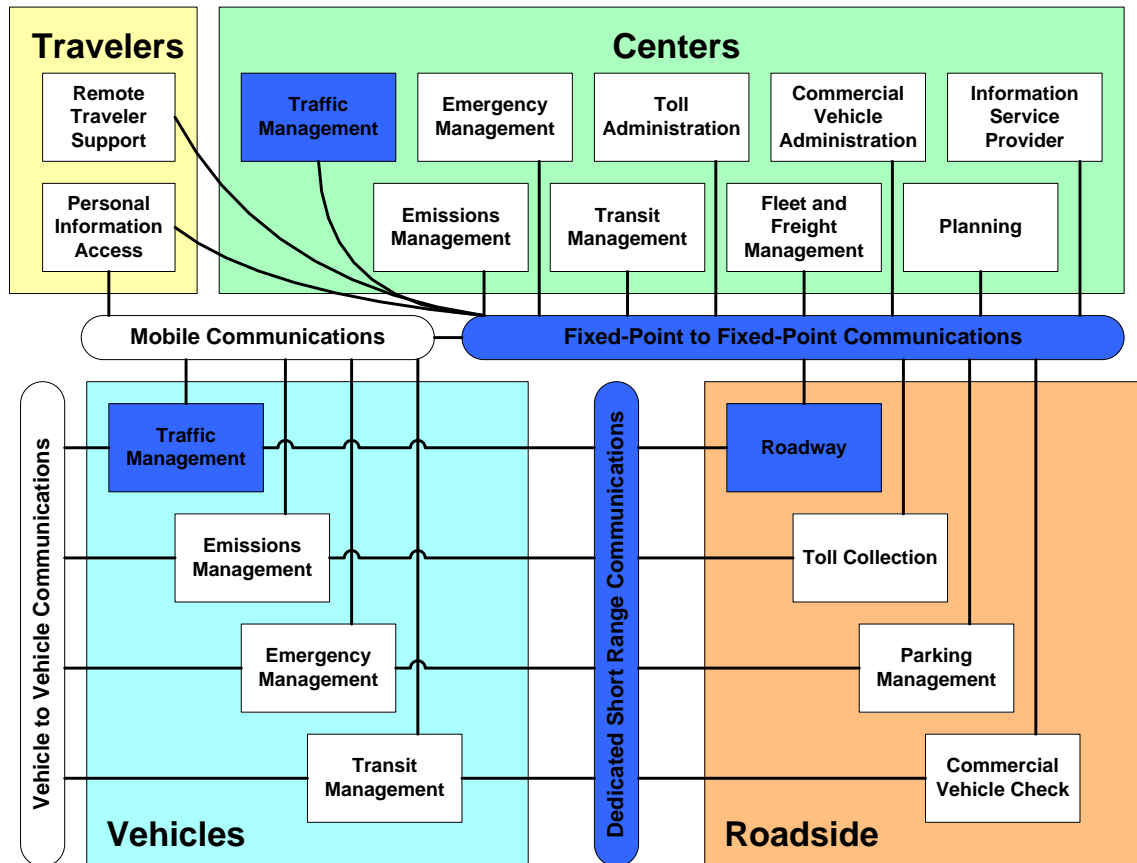 Travelers
Remote
Traveler
Support
Personal
Information
Access
Centers
Traffic
Management
Emergency
Management
Toll
Administration
Commercial
Vehicle
Administration
Information
Service
Provider
Emissions
Management
Transit
Management
Fleet and
Freight
Management
Planning
Mobile Communications
Fixed-Point to Fixed-Point Communications
Vehicle to Vehicle Communications
Traffic
Management
Emissions
Management
Emergency
Management
Transit
Management
Vehicles
Dedicated Short Range Communications
Roadway
Toll Collection
Parking
Management
Commercial
Vehicle Check
Roadside